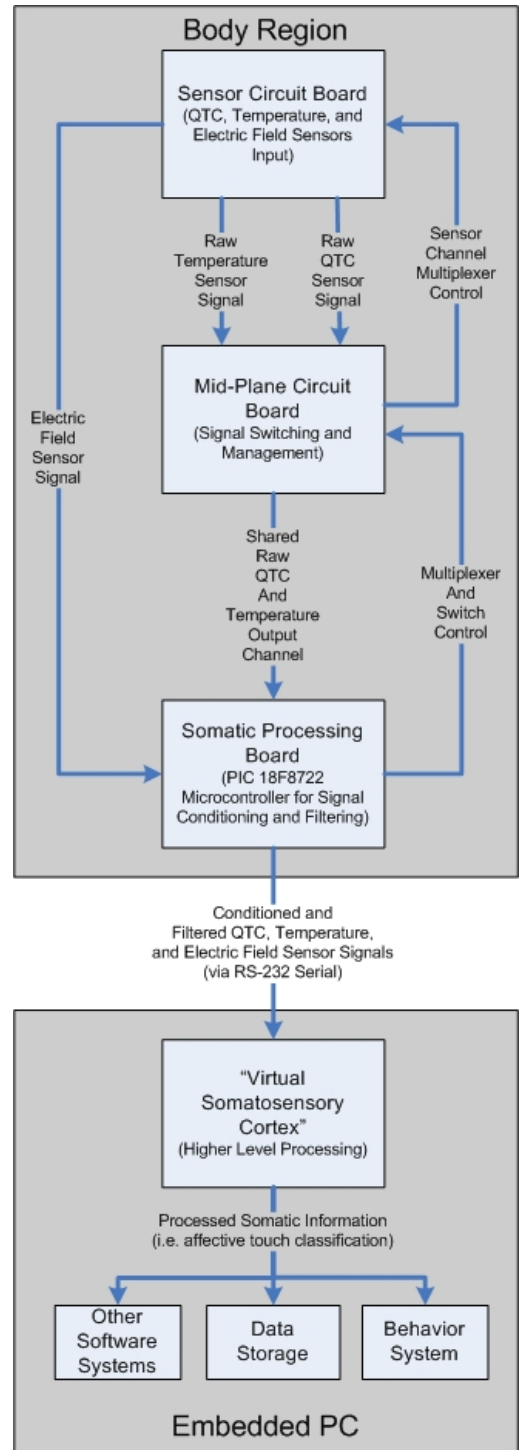 Body Region
Sensor Circuit Board
(QTC, Temperature, and
Electric Field Sensors
Input)
Raw
Temperature
Sensor
Signal
Raw
QTC
Sensor
Signal
Sensor
Channel
Multiplexer
Control
Mid-Plane Circuit
Board
(Signal Switching and
Management)
Electric
Field
Sensor
Signal
Shared
Raw
QTC
And
Temperature
Output
Channel
Multiplexer
And
Switch
Control
Somatic Processing
Board
(PIC 18F8722
Microcontroller for Signal
Conditioning and Filtering)
Conditioned and
Filtered QTC, Temperature,
and Electric Field Sensor Signals
(via RS-232 Serial)
“Virtual
Somatosensory
Cortex”
(Higher Level Processing)
Processed Somatic Information
(i.e. affective touch classification)
Other
Software
Systems
Data
Storage
Behavior
System
Embedded PC